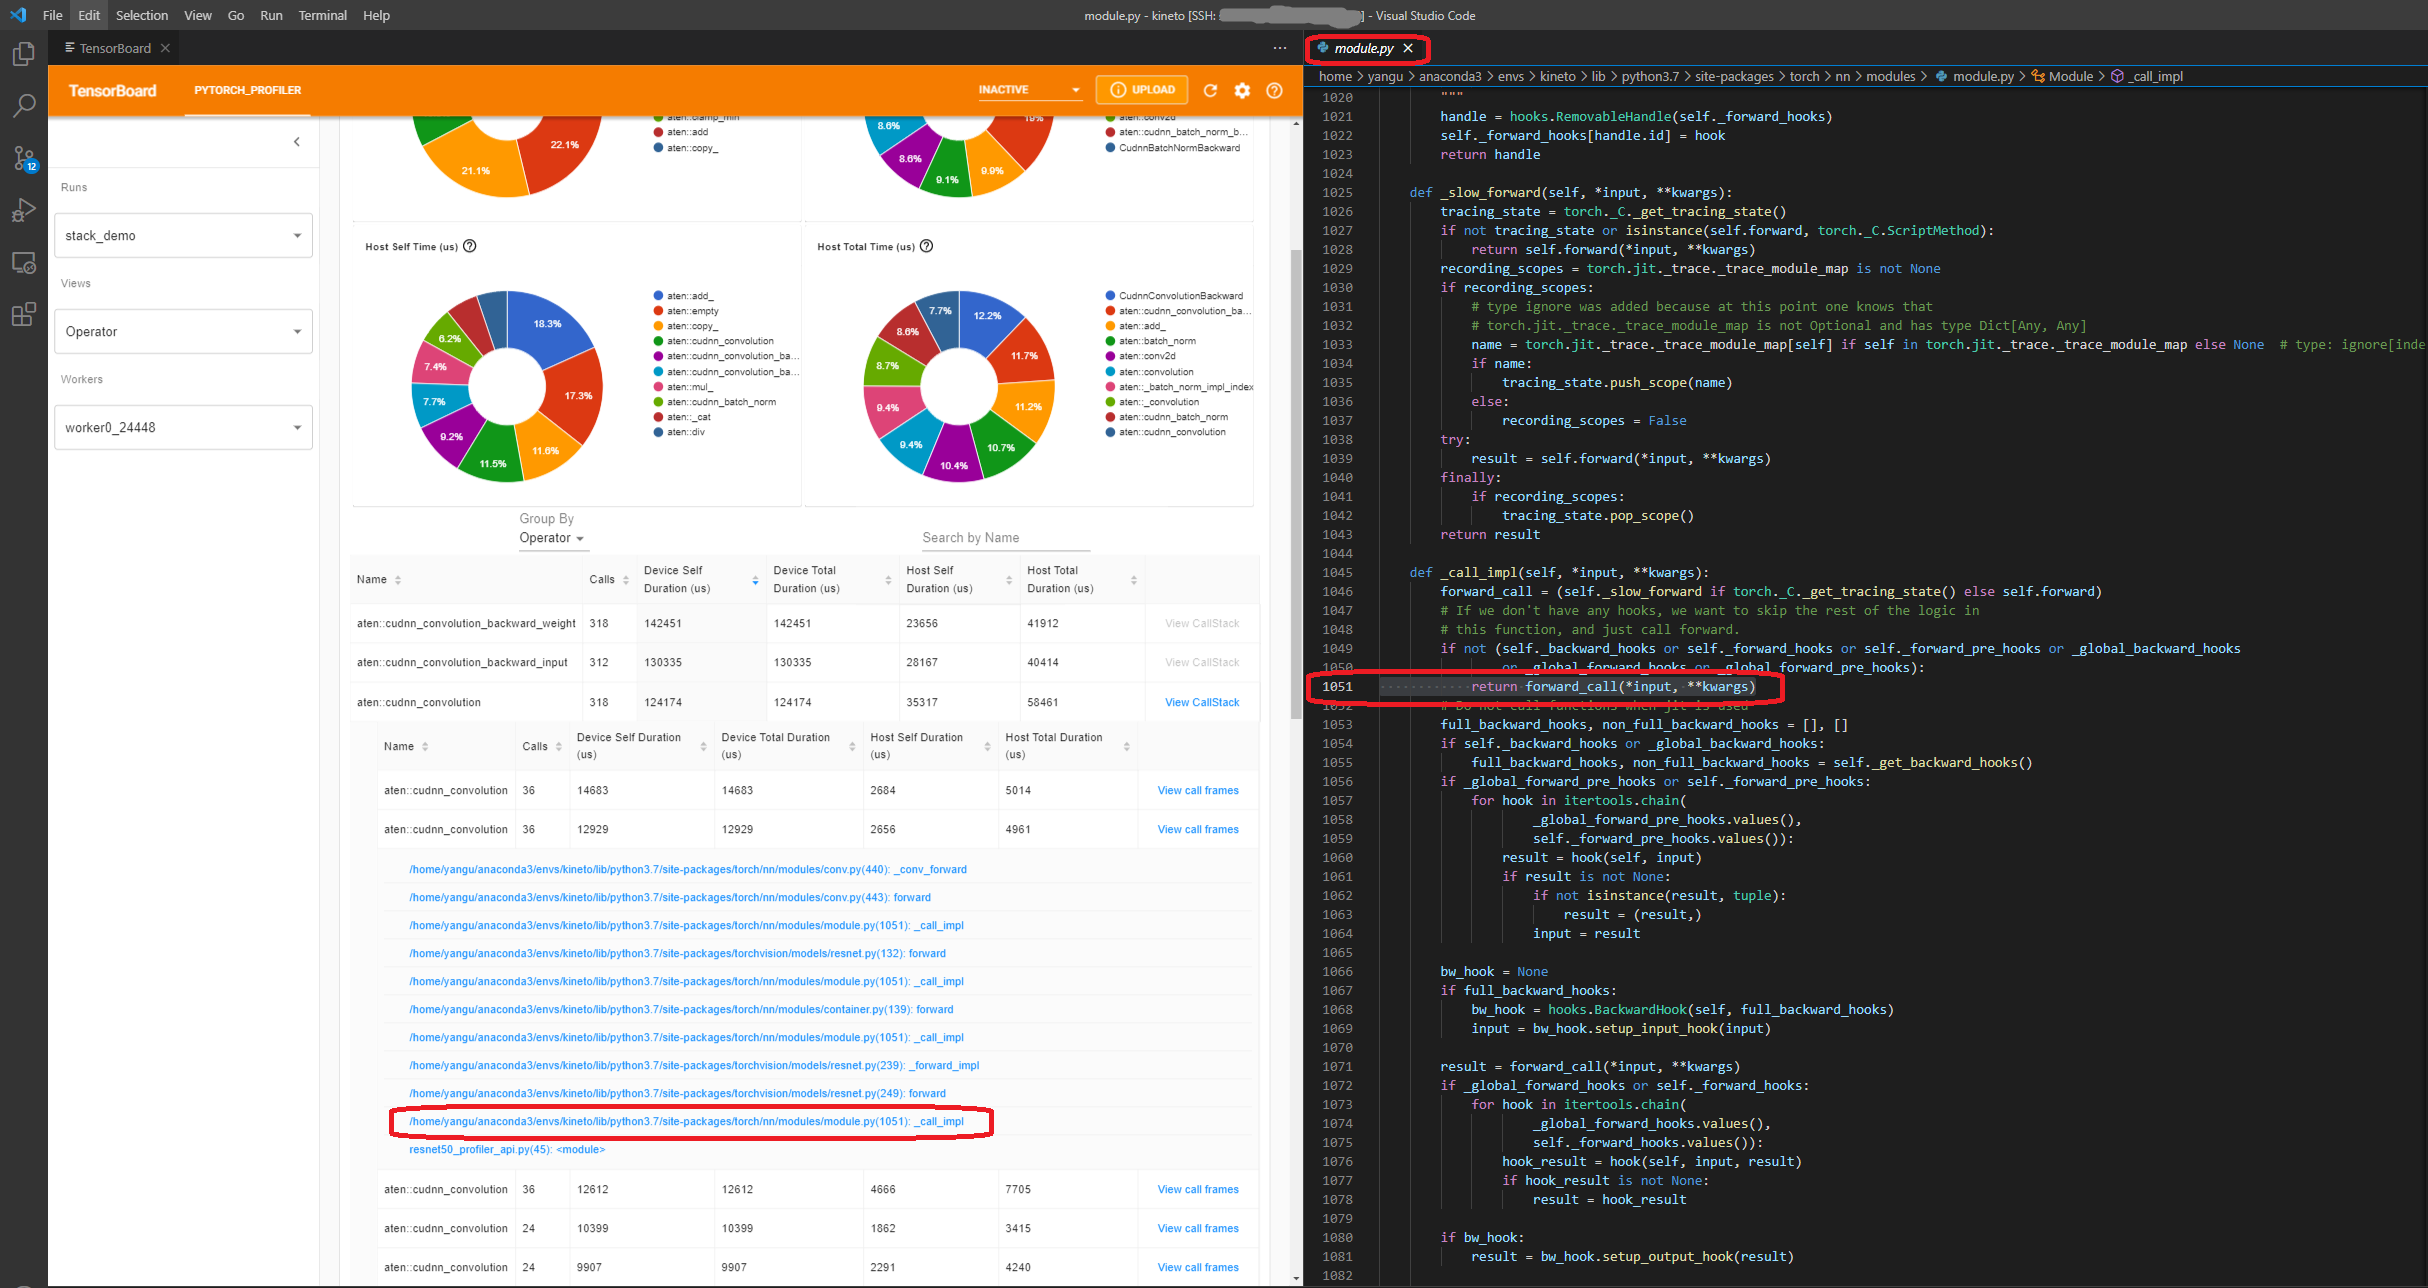 File Edit Selection View Go Run Terminal Help
module.py - kineto [SSH: ] - Visual Studio Code
TensorBoard
TensorBoard PYTORCH_PROFILER INACTIVE UPLOAD
12
Runs
stack_demo
Views
Operator
Workers
worker0_24448
22.1%
21.1%
aten::clamp_min
aten::add
aten::copy_
19%
8.6%
8.6%
9.1%
9.9%
aten::conv2d
aten::cudnn_batch_norm_b...
CudnnBatchNormBackward
Host Self Time (us)
18.3%
17.3%
11.6%
11.5%
9.2%
7.7%
7.4%
6.2%
aten::add_
aten::empty
aten::copy_
aten::cudnn_convolution
aten::cudnn_convolution_ba...
aten::cudnn_convolution_ba...
aten::mul_
aten::cudnn_batch_norm
aten::_cat
aten::div
Host Total Time (us)
12.2%
11.7%
11.2%
10.7%
10.4%
9.4%
9.4%
8.7%
8.6%
7.7%
CudnnConvolutionBackward
aten::cudnn_convolution_ba...
aten::add_
aten::batch_norm
aten::conv2d
aten::convolution
aten::_batch_norm_impl_index
aten::_convolution
aten::cudnn_batch_norm
aten::cudnn_convolution
Group By
Operator
Search by Name
Name Calls Device Self Duration (us) Device Total Duration (us) Host Self Duration (us) Host Total Duration (us)
aten::cudnn_convolution_backward_weight 318 142451 142451 23656 41912 View CallStack
aten::cudnn_convolution_backward_input 312 130335 130335 28167 40414 View CallStack
aten::cudnn_convolution 318 124174 124174 35317 58461 View CallStack
Name Calls Device Self Duration (us) Device Total Duration (us) Host Self Duration (us) Host Total Duration (us)
aten::cudnn_convolution 36 14683 14683 2684 5014 View call frames
aten::cudnn_convolution 36 12929 12929 2656 4961 View call frames
/home/yangu/anaconda3/envs/kineto/lib/python3.7/site-packages/torch/nn/modules/conv.py(440): _conv_forward
/home/yangu/anaconda3/envs/kineto/lib/python3.7/site-packages/torch/nn/modules/conv.py(443): forward
/home/yangu/anaconda3/envs/kineto/lib/python3.7/site-packages/torch/nn/modules/module.py(1051): _call_impl
/home/yangu/anaconda3/envs/kineto/lib/python3.7/site-packages/torchvision/models/resnet.py(132): forward
/home/yangu/anaconda3/envs/kineto/lib/python3.7/site-packages/torch/nn/modules/module.py(1051): _call_impl
/home/yangu/anaconda3/envs/kineto/lib/python3.7/site-packages/torch/nn/modules/container.py(139): forward
/home/yangu/anaconda3/envs/kineto/lib/python3.7/site-packages/torch/nn/modules/module.py(1051): _call_impl
/home/yangu/anaconda3/envs/kineto/lib/python3.7/site-packages/torchvision/models/resnet.py(239): _forward_impl
/home/yangu/anaconda3/envs/kineto/lib/python3.7/site-packages/torchvision/models/resnet.py(249): forward
/home/yangu/anaconda3/envs/kineto/lib/python3.7/site-packages/torch/nn/modules/module.py(1051): _call_impl
resnet50_profiler_api.py(45): <module>
aten::cudnn_convolution 36 12612 12612 4666 7705 View call frames
aten::cudnn_convolution 24 10399 10399 1862 3415 View call frames
aten::cudnn_convolution 24 9907 9907 2291 4240 View call frames
module.py
home > yangu > anaconda3 > envs > kineto > lib > python3.7 > site-packages > torch > nn > modules > module.py > Module > _call_impl
1020 """
1021 handle = hooks.RemovableHandle(self._forward_hooks)
1022 self._forward_hooks[handle.id] = hook
1023 return handle
1024
1025 def _slow_forward(self, *input, **kwargs):
1026 tracing_state = torch._C._get_tracing_state()
1027 if not tracing_state or isinstance(self.forward, torch._C.ScriptMethod):
1028 return self.forward(*input, **kwargs)
1029 recording_scopes = torch.jit._trace._trace_module_map is not None
1030 if recording_scopes:
1031 # type ignore was added because at this point one knows that
1032 # torch.jit._trace._trace_module_map is not Optional and has type Dict[Any, Any]
1033 name = torch.jit._trace._trace_module_map[self] if self in torch.jit._trace._trace_module_map else None # type: ignore[inde
1034 if name:
1035 tracing_state.push_scope(name)
1036 else:
1037 recording_scopes = False
1038 try:
1039 result = self.forward(*input, **kwargs)
1040 finally:
1041 if recording_scopes:
1042 tracing_state.pop_scope()
1043 return result
1044
1045 def _call_impl(self, *input, **kwargs):
1046 forward_call = (self._slow_forward if torch._C._get_tracing_state() else self.forward)
1047 # If we don't have any hooks, we want to skip the rest of the logic in
1048 # this function, and just call forward.
1049 if not (self._backward_hooks or self._forward_hooks or self._forward_pre_hooks or _global_backward_hooks
1050 or _global_forward_hooks or _global_forward_pre_hooks):
1051 return forward_call(*input, **kwargs)
1052 # Do not call functions when jit is used
1053 full_backward_hooks, non_full_backward_hooks = [], []
1054 if self._backward_hooks or _global_backward_hooks:
1055 full_backward_hooks, non_full_backward_hooks = self._get_backward_hooks()
1056 if _global_forward_pre_hooks or self._forward_pre_hooks:
1057 for hook in itertools.chain(
1058 _global_forward_pre_hooks.values(),
1059 self._forward_pre_hooks.values()):
1060 result = hook(self, input)
1061 if result is not None:
1062 if not isinstance(result, tuple):
1063 result = (result,)
1064 input = result
1065
1066 bw_hook = None
1067 if full_backward_hooks:
1068 bw_hook = hooks.BackwardHook(self, full_backward_hooks)
1069 input = bw_hook.setup_input_hook(input)
1070
1071 result = forward_call(*input, **kwargs)
1072 if _global_forward_hooks or self._forward_hooks:
1073 for hook in itertools.chain(
1074 _global_forward_hooks.values(),
1075 self._forward_hooks.values()):
1076 hook_result = hook(self, input, result)
1077 if hook_result is not None:
1078 result = hook_result
1079
1080 if bw_hook:
1081 result = bw_hook.setup_output_hook(result)
1082